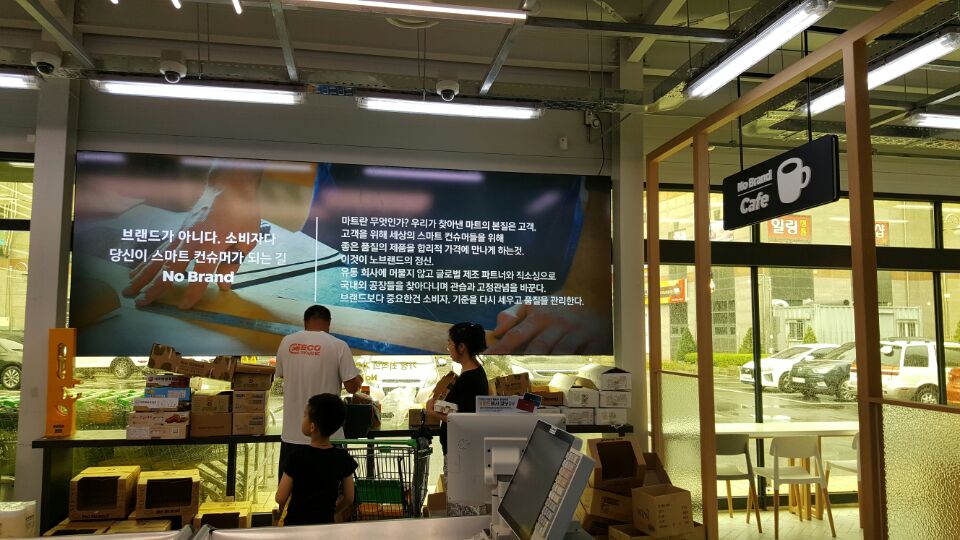 브랜드가 아니다. 소비자다
당신이 스마트 컨슈머가 되는 길
No Brand
마트란 무엇인가? 우리가 찾아낸 마트의 본질은 고객.
고객을 위해 세상의 스마트 컨슈머들을 위해
좋은 품질의 제품을 합리적 가격에 만나게 하는것.
이것이 노브랜드의 정신.
유통 회사에 머물지 않고 글로벌 제조 파트너와 직소싱으로
국내외 공장들을 찾아다니며 관습과 고정관념을 바꾼다.
브랜드보다 중요한건 소비자, 기준을 다시 세우고 품질을 관리한다.
No Brand
Cafe
ECO